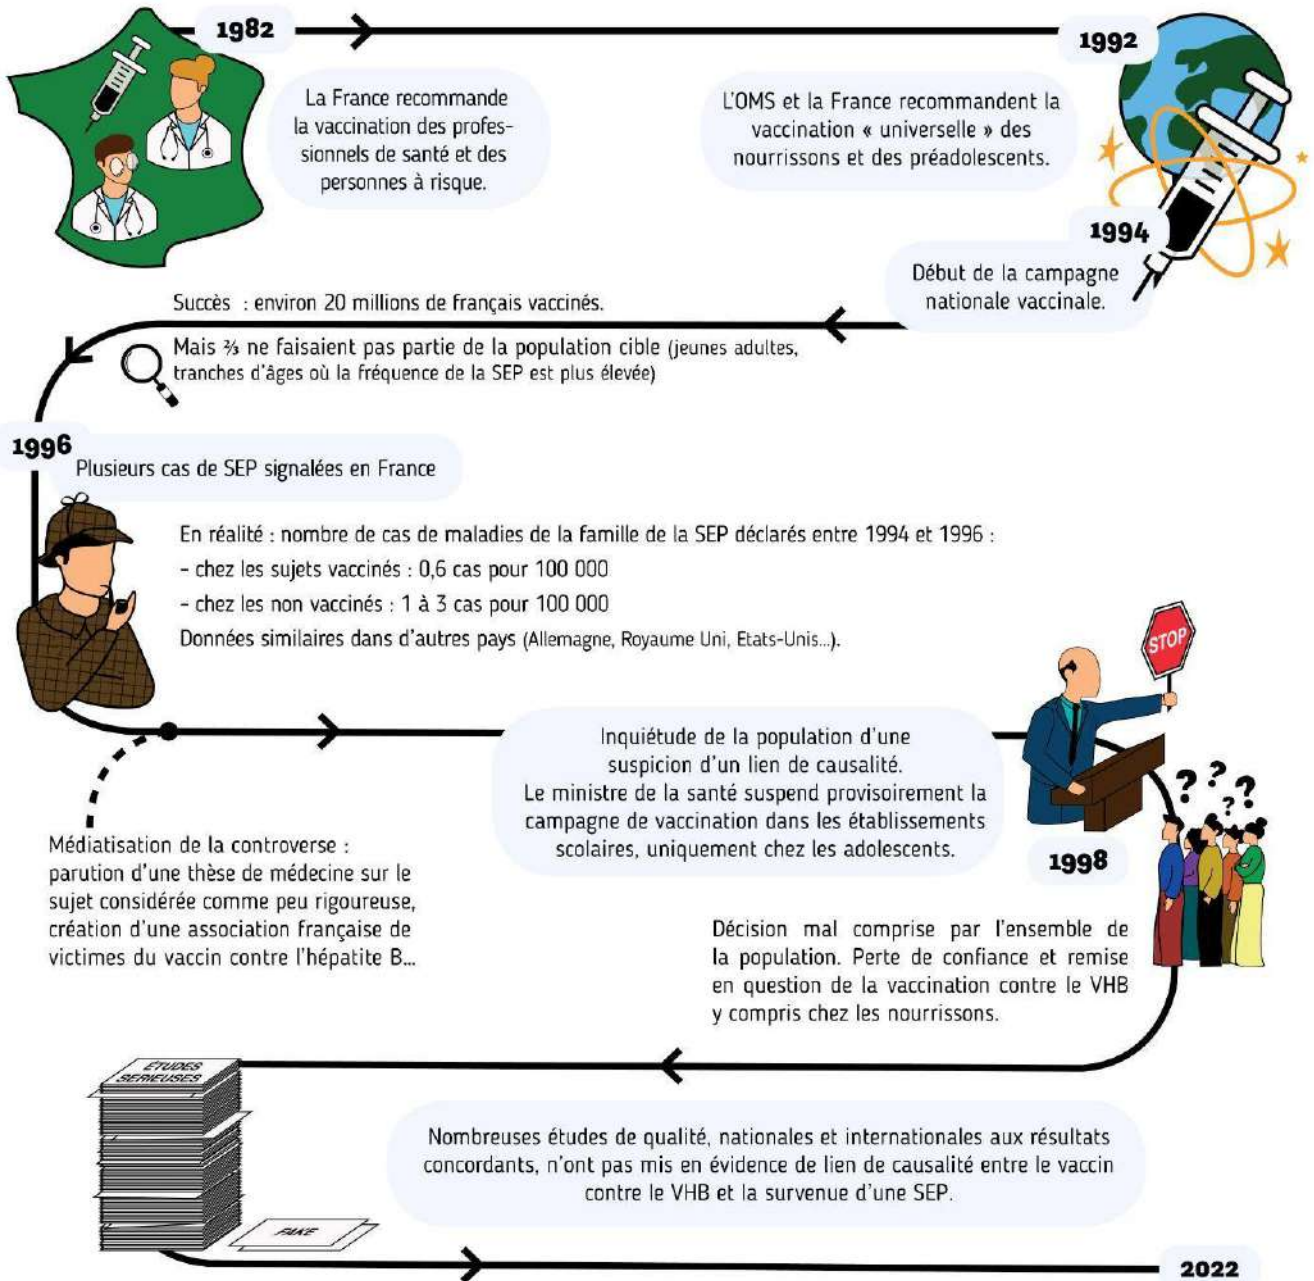 1982
La France recommande
la vaccination des profes-
sionnels de santé et des
personnes à risque.
1992
L'OMS et la France recommandent la
vaccination « universelle » des
nourrissons et des préadolescents.
1994
Début de la campagne
nationale vaccinale.
Succès : environ 20 millions de français vaccinés.
Mais ⅔ ne faisaient pas partie de la population cible (jeunes adultes,
tranches d'âges où la fréquence de la SEP est plus élevée)
1996
Plusieurs cas de SEP signalées en France
En réalité : nombre de cas de maladies de la famille de la SEP déclarés entre 1994 et 1996 :
- chez les sujets vaccinés : 0,6 cas pour 100 000
- chez les non vaccinés : 1 à 3 cas pour 100 000
Données similaires dans d'autres pays (Allemagne, Royaume Uni, Etats-Unis...).
STOP
Inquiétude de la population d'une
suspicion d'un lien de causalité.
Le ministre de la santé suspend provisoirement la
campagne de vaccination dans les établissements
scolaires, uniquement chez les adolescents.
? ? ? ?
1998
Médiatisation de la controverse :
parution d'une thèse de médecine sur le
sujet considérée comme peu rigoureuse,
création d'une association française de
victimes du vaccin contre l'hépatite B...
Décision mal comprise par l'ensemble de
la population. Perte de confiance et remise
en question de la vaccination contre le VHB
y compris chez les nourrissons.
ÉTUDES
SERIEUSES
Nombreuses études de qualité, nationales et internationales aux résultats
concordants, n'ont pas mis en évidence de lien de causalité entre le vaccin
contre le VHB et la survenue d'une SEP.
FAKE
2022